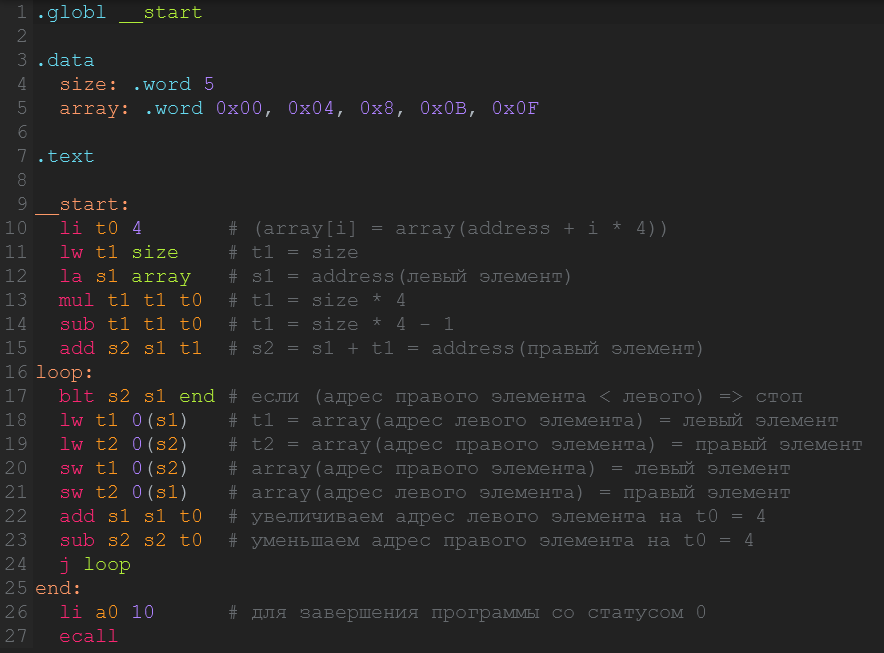 1 .globl __start
2
3 .data
4   size: .word 5
5   array: .word 0x00, 0x04, 0x8, 0x0B, 0x0F
6
7 .text
8
9 __start:
10   li t0 4       # (array[i] = array(address + i * 4))
11   lw t1 size    # t1 = size
12   la s1 array   # s1 = address(левый элемент)
13   mul t1 t1 t0  # t1 = size * 4
14   sub t1 t1 t0  # t1 = size * 4 - 1
15   add s2 s1 t1  # s2 = s1 + t1 = address(правый элемент)
16 loop:
17   blt s2 s1 end # если (адрес правого элемента < левого) => стоп
18   lw t1 0(s1)   # t1 = array(адрес левого элемента) = левый элемент
19   lw t2 0(s2)   # t2 = array(адрес правого элемента) = правый элемент
20   sw t1 0(s2)   # array(адрес правого элемента) = левый элемент
21   sw t2 0(s1)   # array(адрес левого элемента) = правый элемент
22   add s1 s1 t0  # увеличиваем адрес левого элемента на t0 = 4
23   sub s2 s2 t0  # уменьшаем адрес правого элемента на t0 = 4
24   j loop
25 end:
26   li a0 10      # для завершения программы со статусом 0
27   ecall